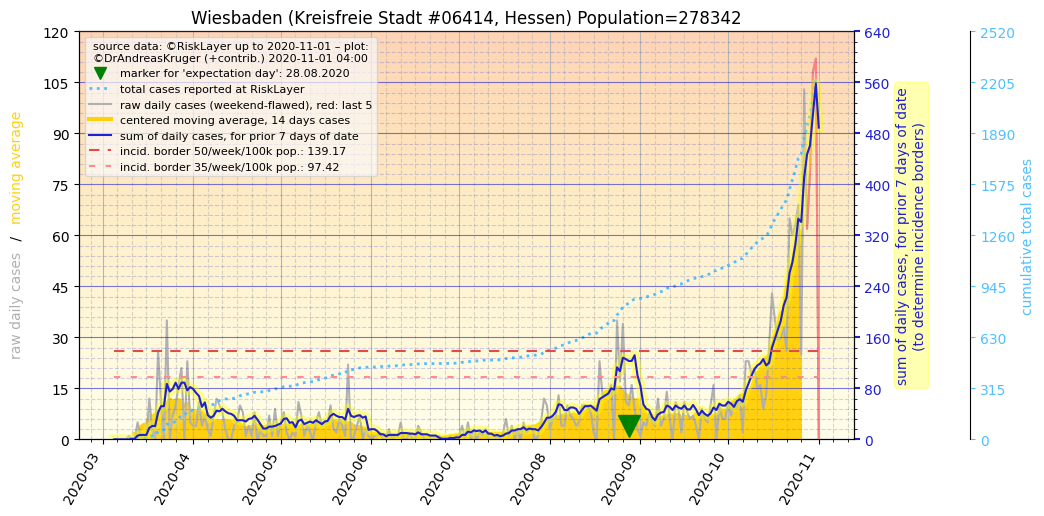 Wiesbaden (Kreisfreie Stadt #06414, Hessen) Population=278342
source data: ©RiskLayer up to 2020-11-01 – plot:
©DrAndreasKruger (+contrib.) 2020-11-01 04:00
marker for 'expectation day': 28.08.2020
total cases reported at RiskLayer
raw daily cases (weekend-flawed), red: last 5
centered moving average, 14 days cases
sum of daily cases, for prior 7 days of date
incid. border 50/week/100k pop.: 139.17
incid. border 35/week/100k pop.: 97.42
raw daily cases / moving average
120
105
90
75
60
45
30
15
0
2020-03
2020-04
2020-05
2020-06
2020-07
2020-08
2020-09
2020-10
2020-11
640
560
480
400
320
240
160
80
0
sum of daily cases, for prior 7 days of date
(to determine incidence borders)
2520
2205
1890
1575
1260
945
630
315
0
cumulative total cases